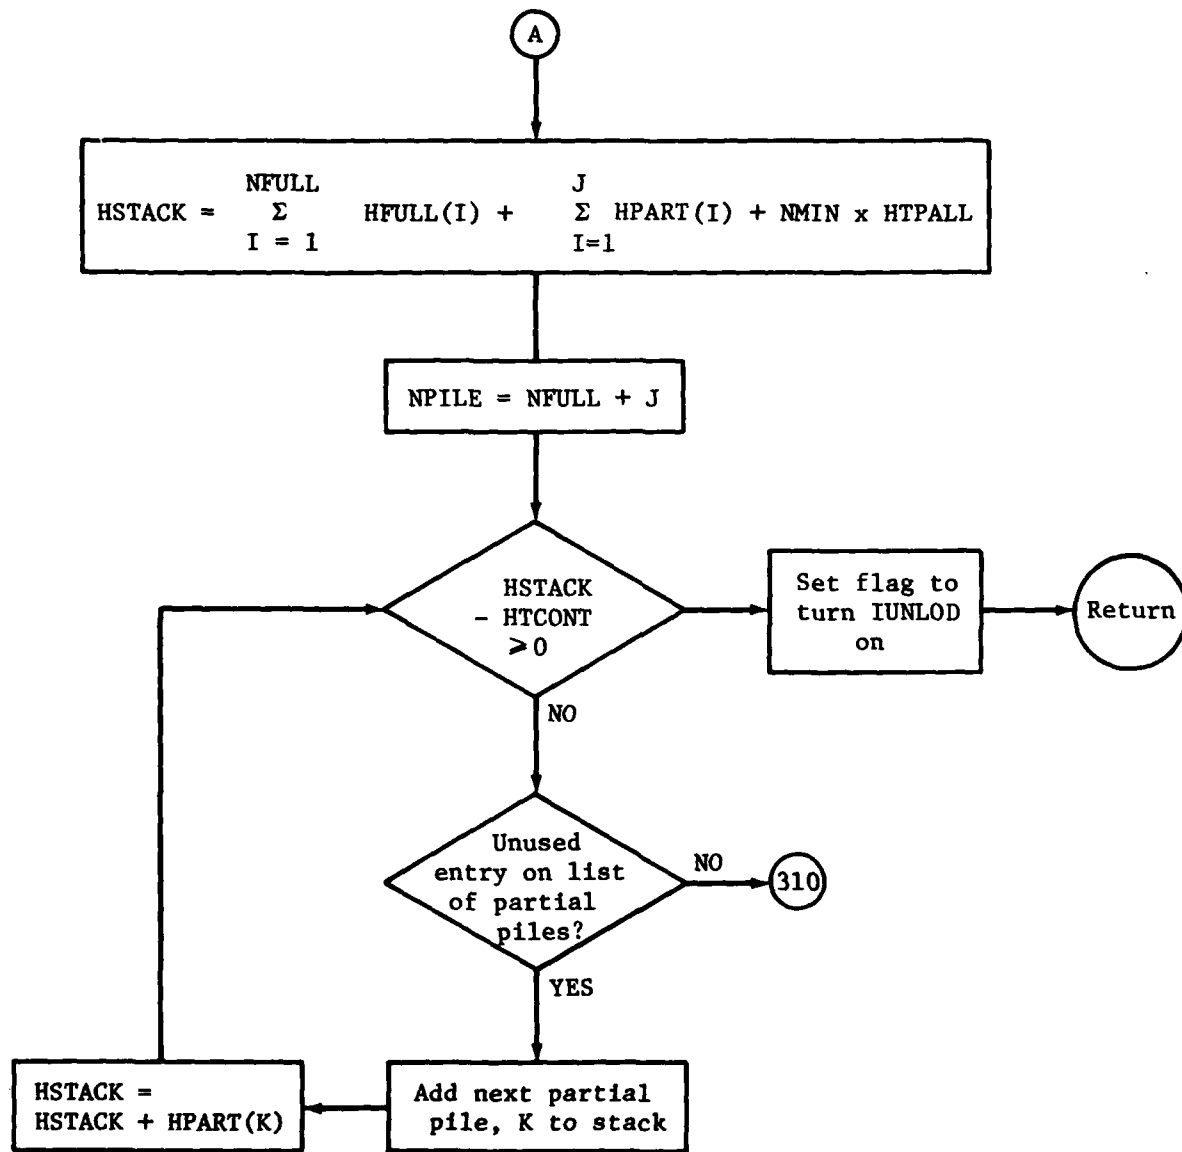 A
NFULL J
HSTACK = Σ HFULL(I) + Σ HPART(I) + NMIN x HTPALL
I = 1 I=1
NPILE = NFULL + J
HSTACK
- HTCONT
⩾0
Set flag to
turn IUNLOD
on
Return
NO
Unused
entry on list
of partial
piles?
NO
310
YES
Add next partial
pile, K to stack
HSTACK =
HSTACK + HPART(K)